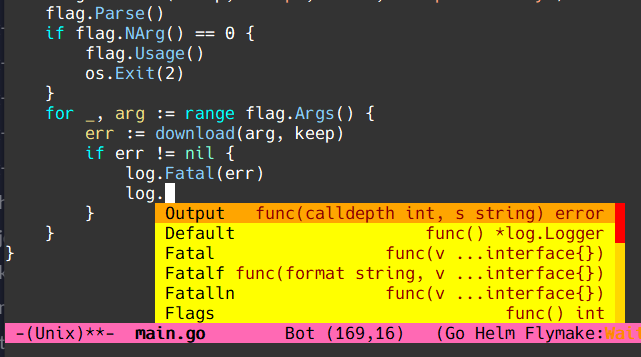 flag.Parse()
if flag.NArg() == 0 {
flag.Usage()
os.Exit(2)
}
for _, arg := range flag.Args() {
err := download(arg, keep)
if err != nil {
log.Fatal(err)
log.
Output func(calldepth int, s string) error
Default func() *log.Logger
Fatal func(v ...interface{})
Fatalf func(format string, v ...interface{})
Fatalln func(v ...interface{})
Flags func() int
}
}
}
-(Unix)**- main.go Bot (169,16) (Go Helm Flymake: